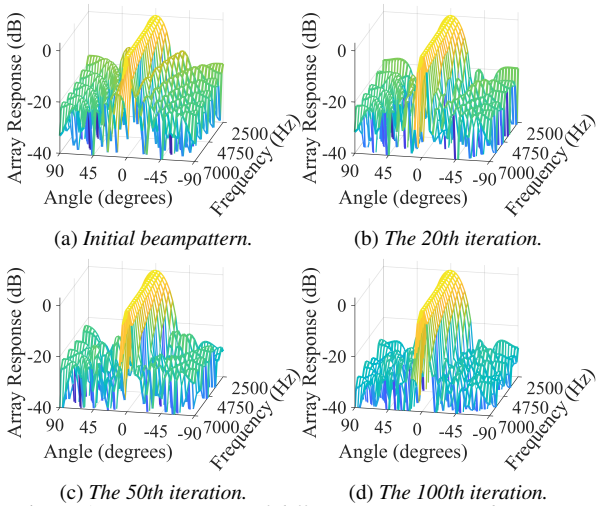 Array Response (dB)
0
-20
-40
90 45 0 -45 -90
Angle (degrees)
2500
4750
7000
Frequency (Hz)
(a) Initial beampattern.
Array Response (dB)
0
-20
-40
90 45 0 -45 -90
Angle (degrees)
2500
4750
7000
Frequency (Hz)
(b) The 20th iteration.
Array Response (dB)
0
-20
-40
90 45 0 -45 -90
Angle (degrees)
2500
4750
7000
Frequency (Hz)
(c) The 50th iteration.
Array Response (dB)
0
-20
-40
90 45 0 -45 -90
Angle (degrees)
2500
4750
7000
Frequency (Hz)
(d) The 100th iteration.